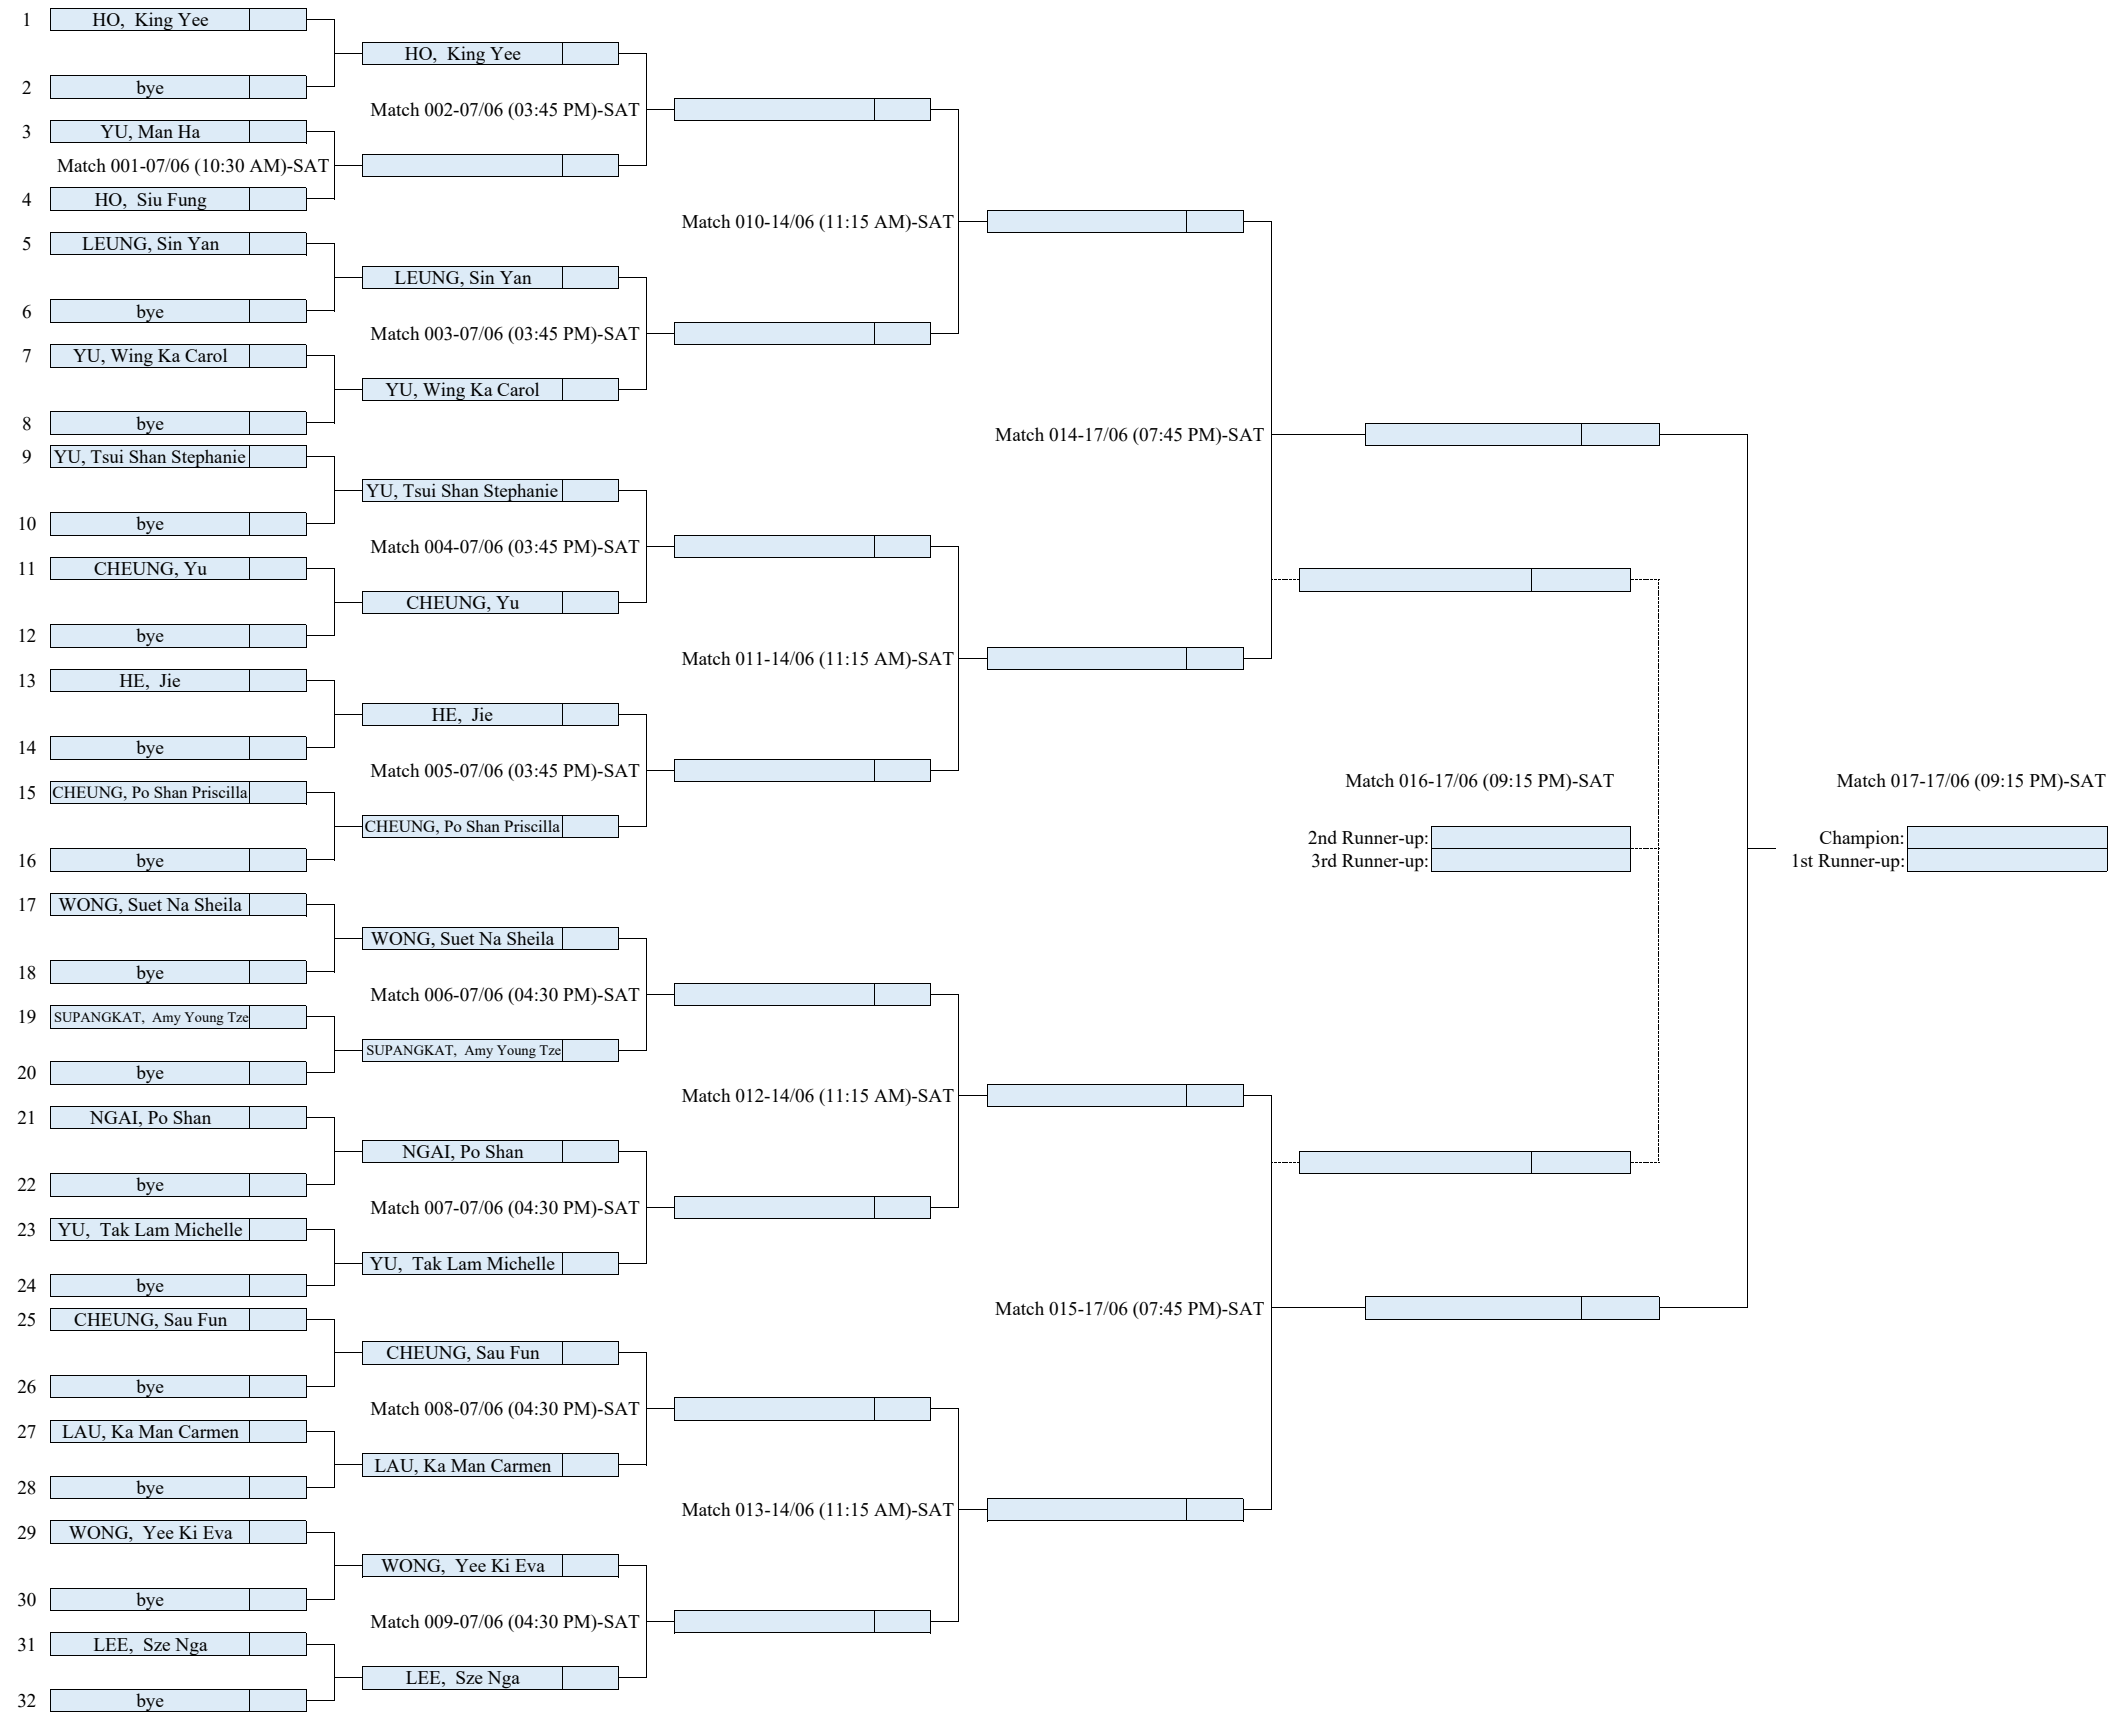 1 HO,  King Yee
HO,  King Yee
2 bye
Match 002-07/06 (03:45 PM)-SAT
3 YU, Man Ha
Match 001-07/06 (10:30 AM)-SAT
4 HO,  Siu Fung
Match 010-14/06 (11:15 AM)-SAT
5 LEUNG, Sin Yan
LEUNG, Sin Yan
6 bye
Match 003-07/06 (03:45 PM)-SAT
7 YU, Wing Ka Carol
YU, Wing Ka Carol
8 bye
Match 014-17/06 (07:45 PM)-SAT
9 YU, Tsui Shan Stephanie
YU, Tsui Shan Stephanie
10 bye
Match 004-07/06 (03:45 PM)-SAT
11 CHEUNG, Yu
CHEUNG, Yu
12 bye
Match 011-14/06 (11:15 AM)-SAT
13 HE,  Jie
HE,  Jie
14 bye
Match 005-07/06 (03:45 PM)-SAT
Match 016-17/06 (09:15 PM)-SAT
Match 017-17/06 (09:15 PM)-SAT
15 CHEUNG, Po Shan Priscilla
CHEUNG, Po Shan Priscilla
2nd Runner-up:
Champion:
16 bye
3rd Runner-up:
1st Runner-up:
17 WONG, Suet Na Sheila
WONG, Suet Na Sheila
18 bye
Match 006-07/06 (04:30 PM)-SAT
19 SUPANGKAT,  Amy Young Tze
SUPANGKAT,  Amy Young Tze
20 bye
Match 012-14/06 (11:15 AM)-SAT
21 NGAI, Po Shan
NGAI, Po Shan
22 bye
Match 007-07/06 (04:30 PM)-SAT
23 YU,  Tak Lam Michelle
YU,  Tak Lam Michelle
24 bye
Match 015-17/06 (07:45 PM)-SAT
25 CHEUNG, Sau Fun
CHEUNG, Sau Fun
26 bye
Match 008-07/06 (04:30 PM)-SAT
27 LAU, Ka Man Carmen
LAU, Ka Man Carmen
28 bye
Match 013-14/06 (11:15 AM)-SAT
29 WONG,  Yee Ki Eva
WONG,  Yee Ki Eva
30 bye
Match 009-07/06 (04:30 PM)-SAT
31 LEE,  Sze Nga
LEE,  Sze Nga
32 bye